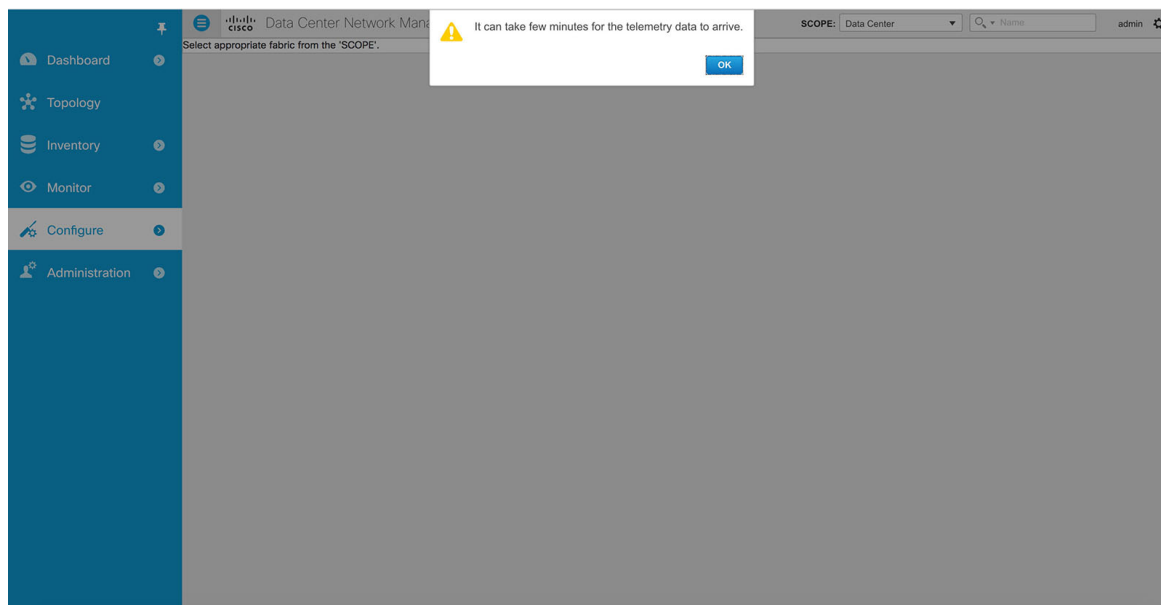 cisco
Data Center Network Mana
It can take few minutes for the telemetry data to arrive.
OK
SCOPE:
Data Center
Name
admin
Select appropriate fabric from the 'SCOPE'.
Dashboard
Topology
Inventory
Monitor
Configure
Administration